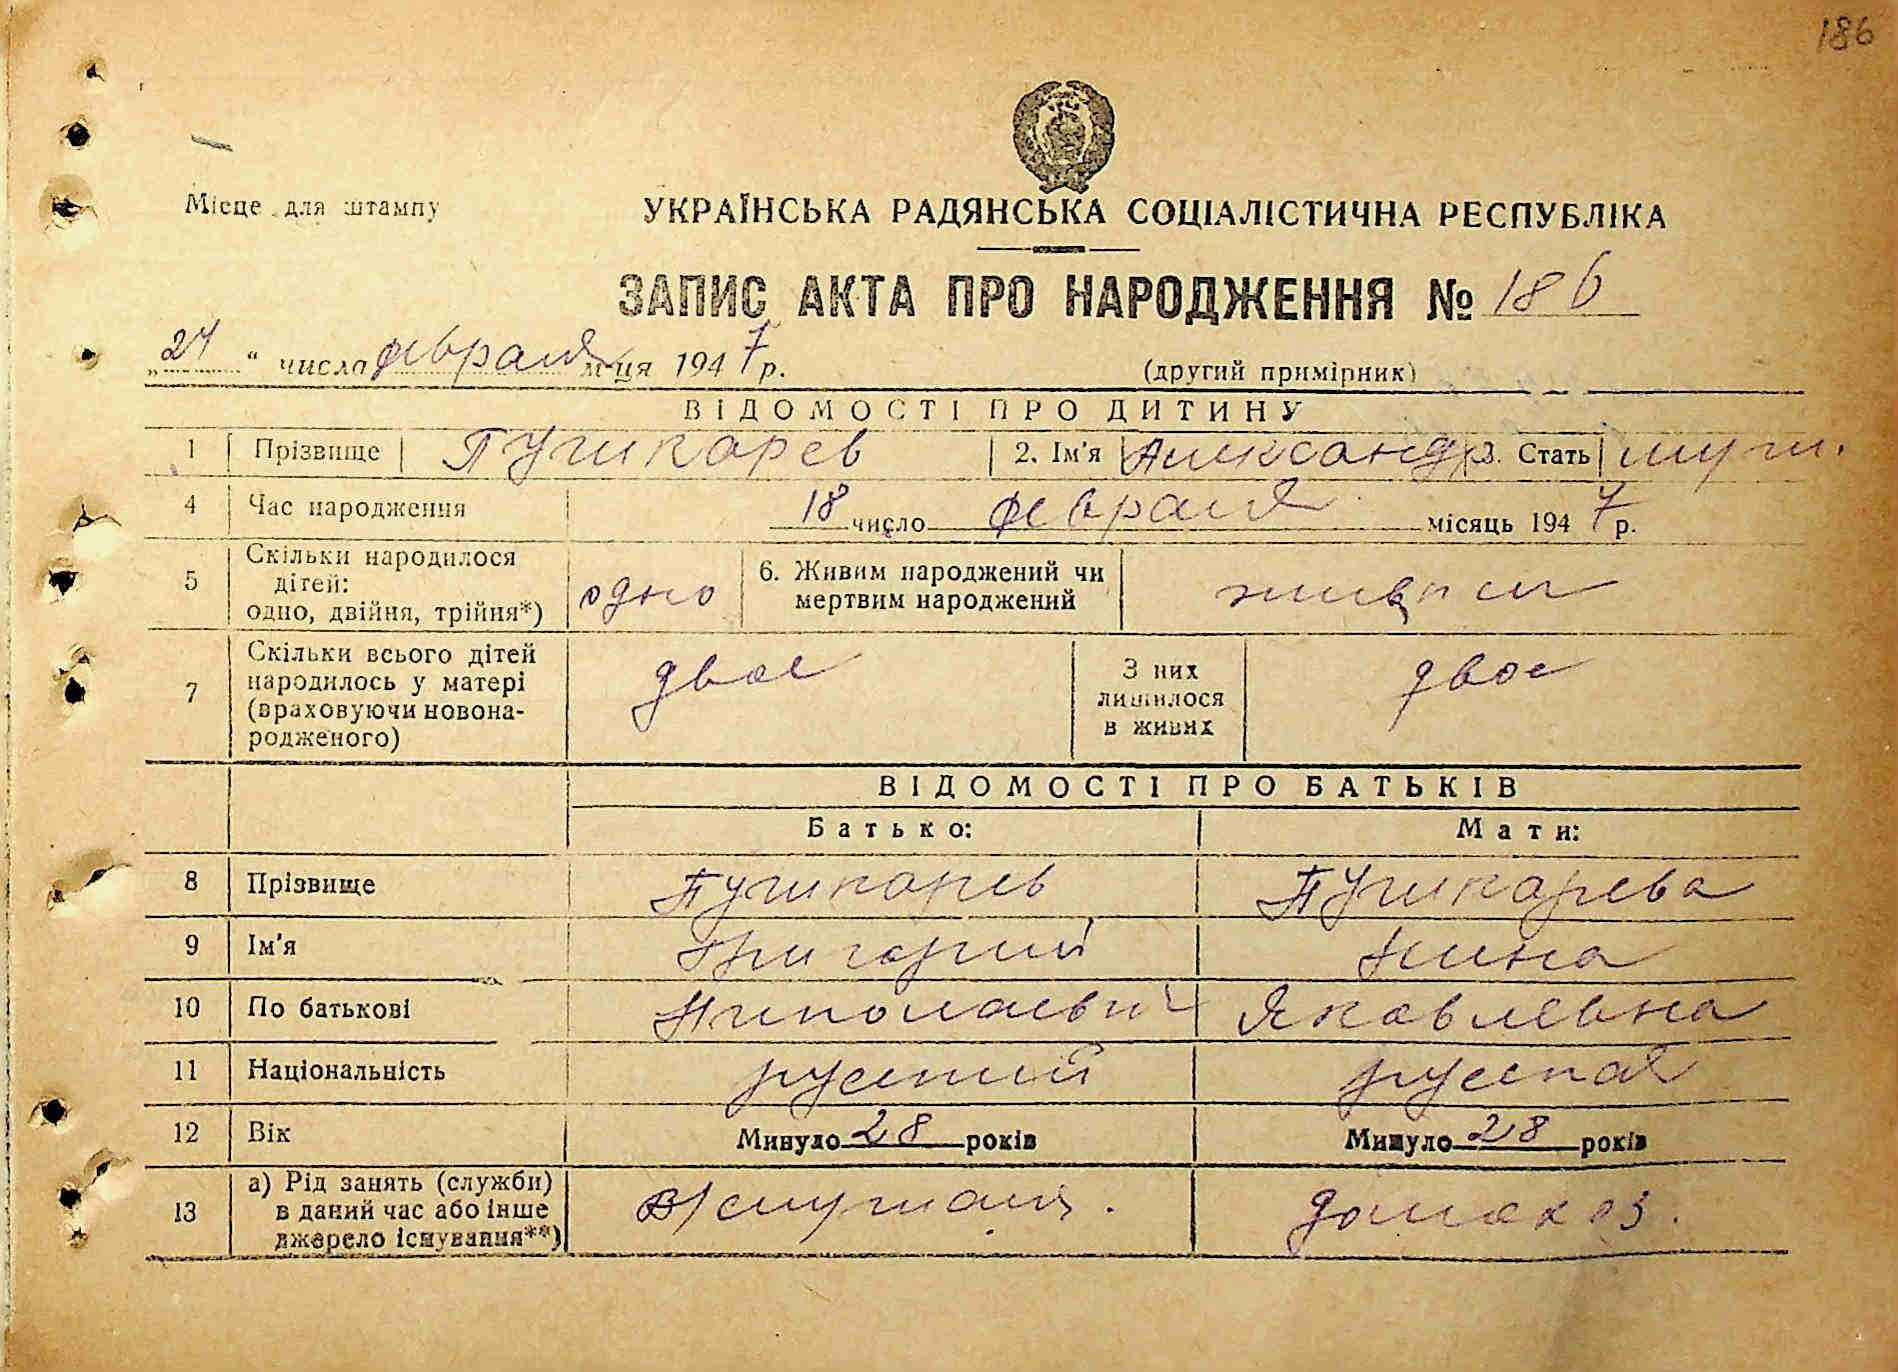 186
Місце для штампу
УКРАЇНСЬКА РАДЯНСЬКА СОЦІАЛІСТИЧНА РЕСПУБЛІКА
ЗАПИС АКТА ПРО НАРОДЖЕННЯ № 186
„24“ числа февраля м-ця 1947 р. (другий примірник)
ВІДОМОСТІ ПРО ДИТИНУ
1 Прізвище Пушкарев 2. Ім'я Александр 3. Стать муж.
4 Час народження 18 число февраля місяць 1947 р.
5 Скільки народилося дітей: одно, двійня, трійня*) одно 6. Живим народжений чи мертвим народжений живым
7 Скільки всього дітей народилось у матері (враховуючи новонародженого) двое З них лишилося в живих двое
ВІДОМОСТІ ПРО БАТЬКІВ
Батько: Мати:
8 Прізвище Пушкарев Пушкарева
9 Ім'я Григорий Нина
10 По батькові Николаевич Яковлевна
11 Національність русский русская
12 Вік Минуло 28 років Минуло 28 років
13 а) Рід занять (служби) в даний час або інше джерело існування**) в/служащ. домохоз.